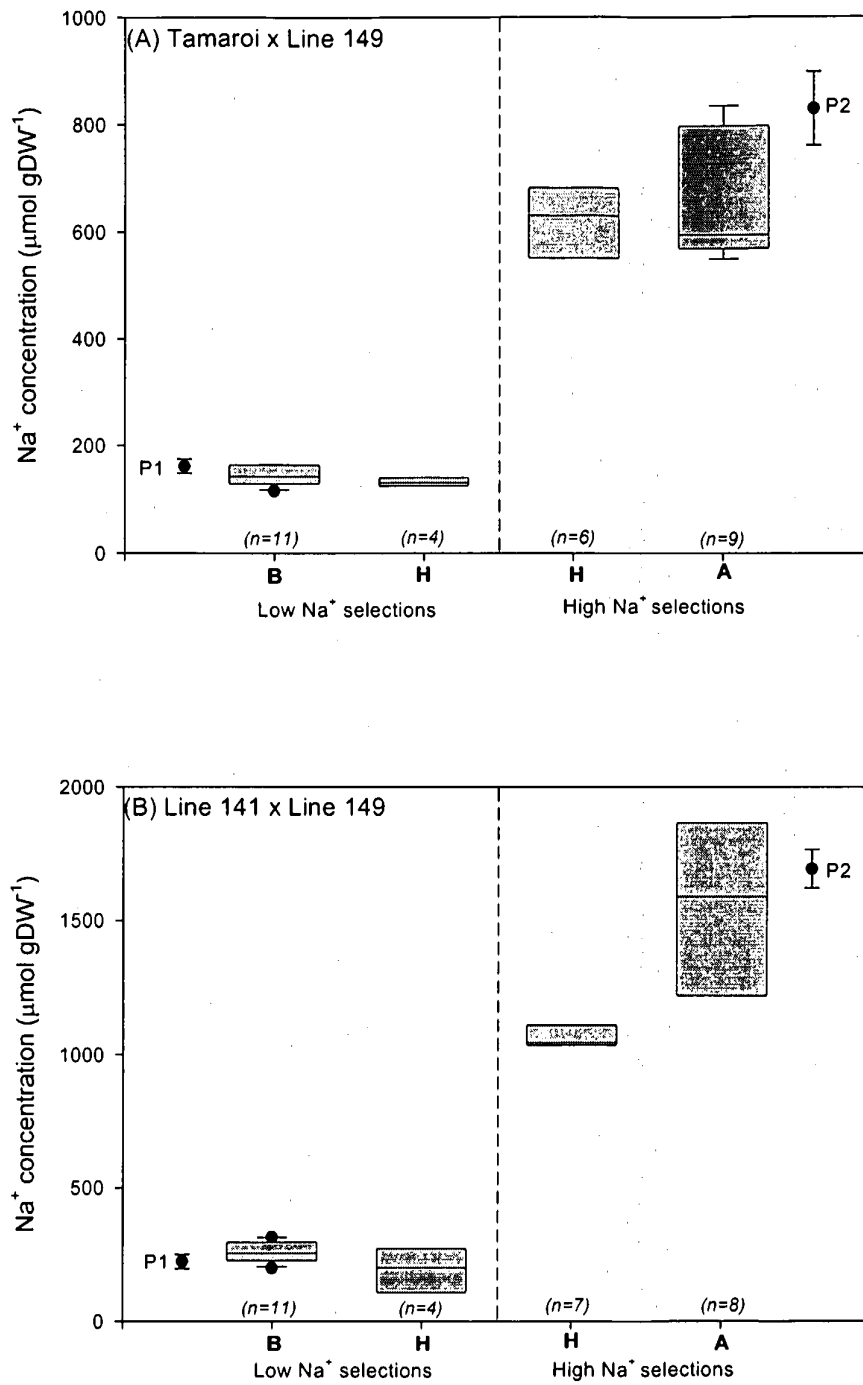 (A) Tamaroi x Line 149
Na⁺ concentration (µmol gDW⁻¹)
1000
800
600
400
200
0
P1
P2
(n=11) (n=4) (n=6) (n=9)
B H H A
Low Na⁺ selections High Na⁺ selections
(B) Line 141 x Line 149
Na⁺ concentration (µmol gDW⁻¹)
2000
1500
1000
500
0
P1
P2
(n=11) (n=4) (n=7) (n=8)
B H H A
Low Na⁺ selections High Na⁺ selections